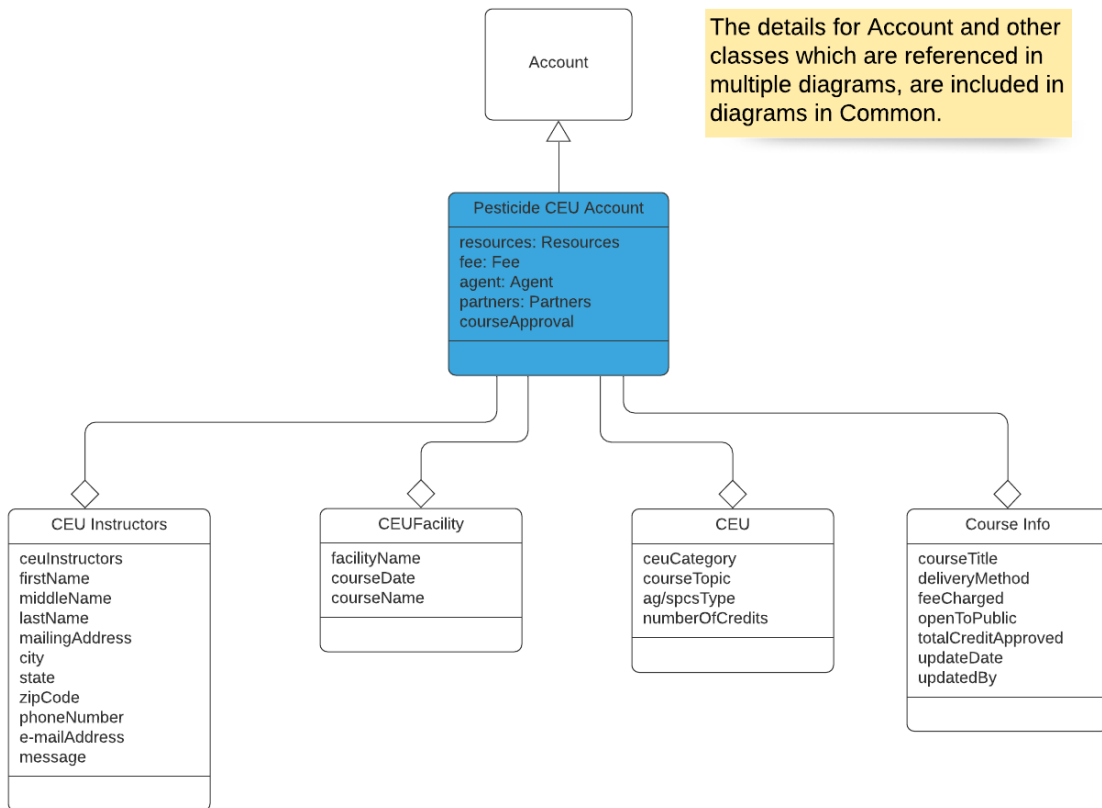 Account
The details for Account and other
classes which are referenced in
multiple diagrams, are included in
diagrams in Common.
Pesticide CEU Account
resources: Resources
fee: Fee
agent: Agent
partners: Partners
courseApproval
CEU Instructors
ceuInstructors
firstName
middleName
lastName
mailingAddress
city
state
zipCode
phoneNumber
e-mailAddress
message
CEUFacility
facilityName
courseDate
courseName
CEU
ceuCategory
courseTopic
ag/spcsType
numberOfCredits
Course Info
courseTitle
deliveryMethod
feeCharged
openToPublic
totalCreditApproved
updateDate
updatedBy